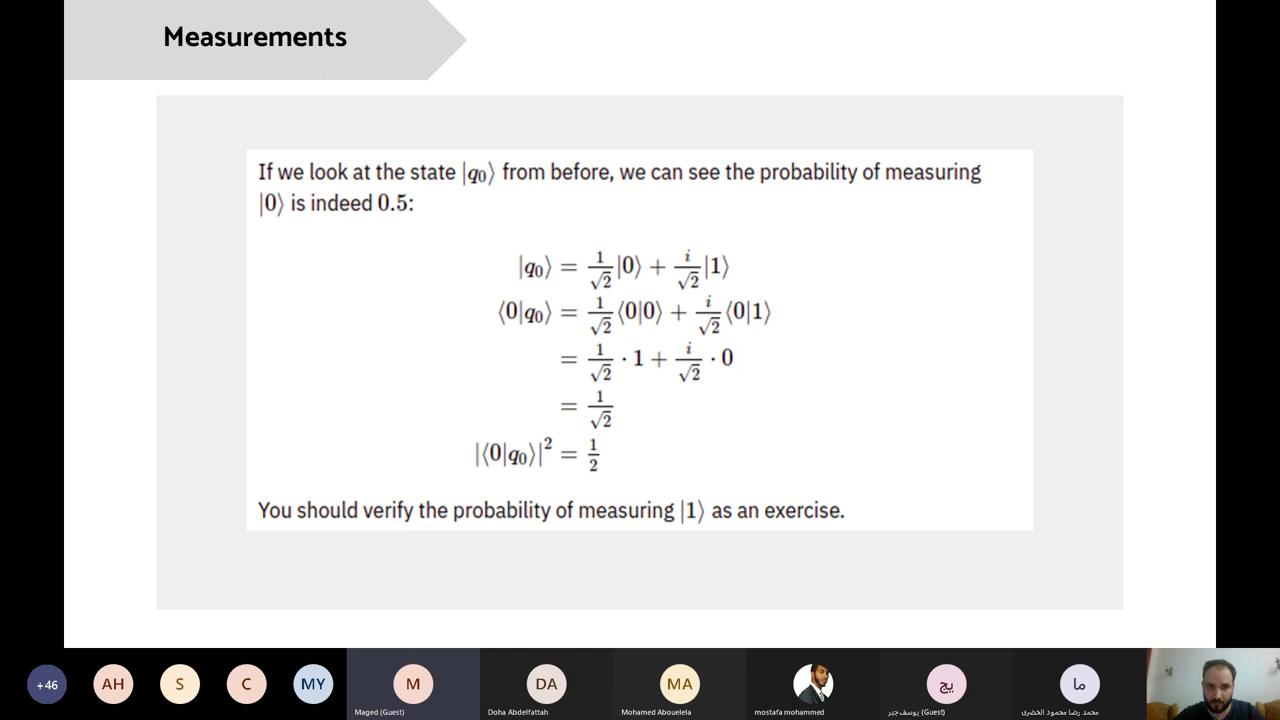 Measurements
If we look at the state |q₀⟩ from before, we can see the probability of measuring
|0⟩ is indeed 0.5:
|q₀⟩ = 1/√2 |0⟩ + i/√2 |1⟩
⟨0|q₀⟩ = 1/√2 ⟨0|0⟩ + i/√2 ⟨0|1⟩
= 1/√2 · 1 + i/√2 · 0
= 1/√2
|⟨0|q₀⟩|² = 1/2
You should verify the probability of measuring |1⟩ as an exercise.
+46
AH
S
C
MY
M
DA
MA
يج
ما
Maged (Guest)
Doha Abdelfattah
Mohamed Abouelela
mostafa mohammed
يوسف جبر (Guest)
محمد رضا محمود الخضرى